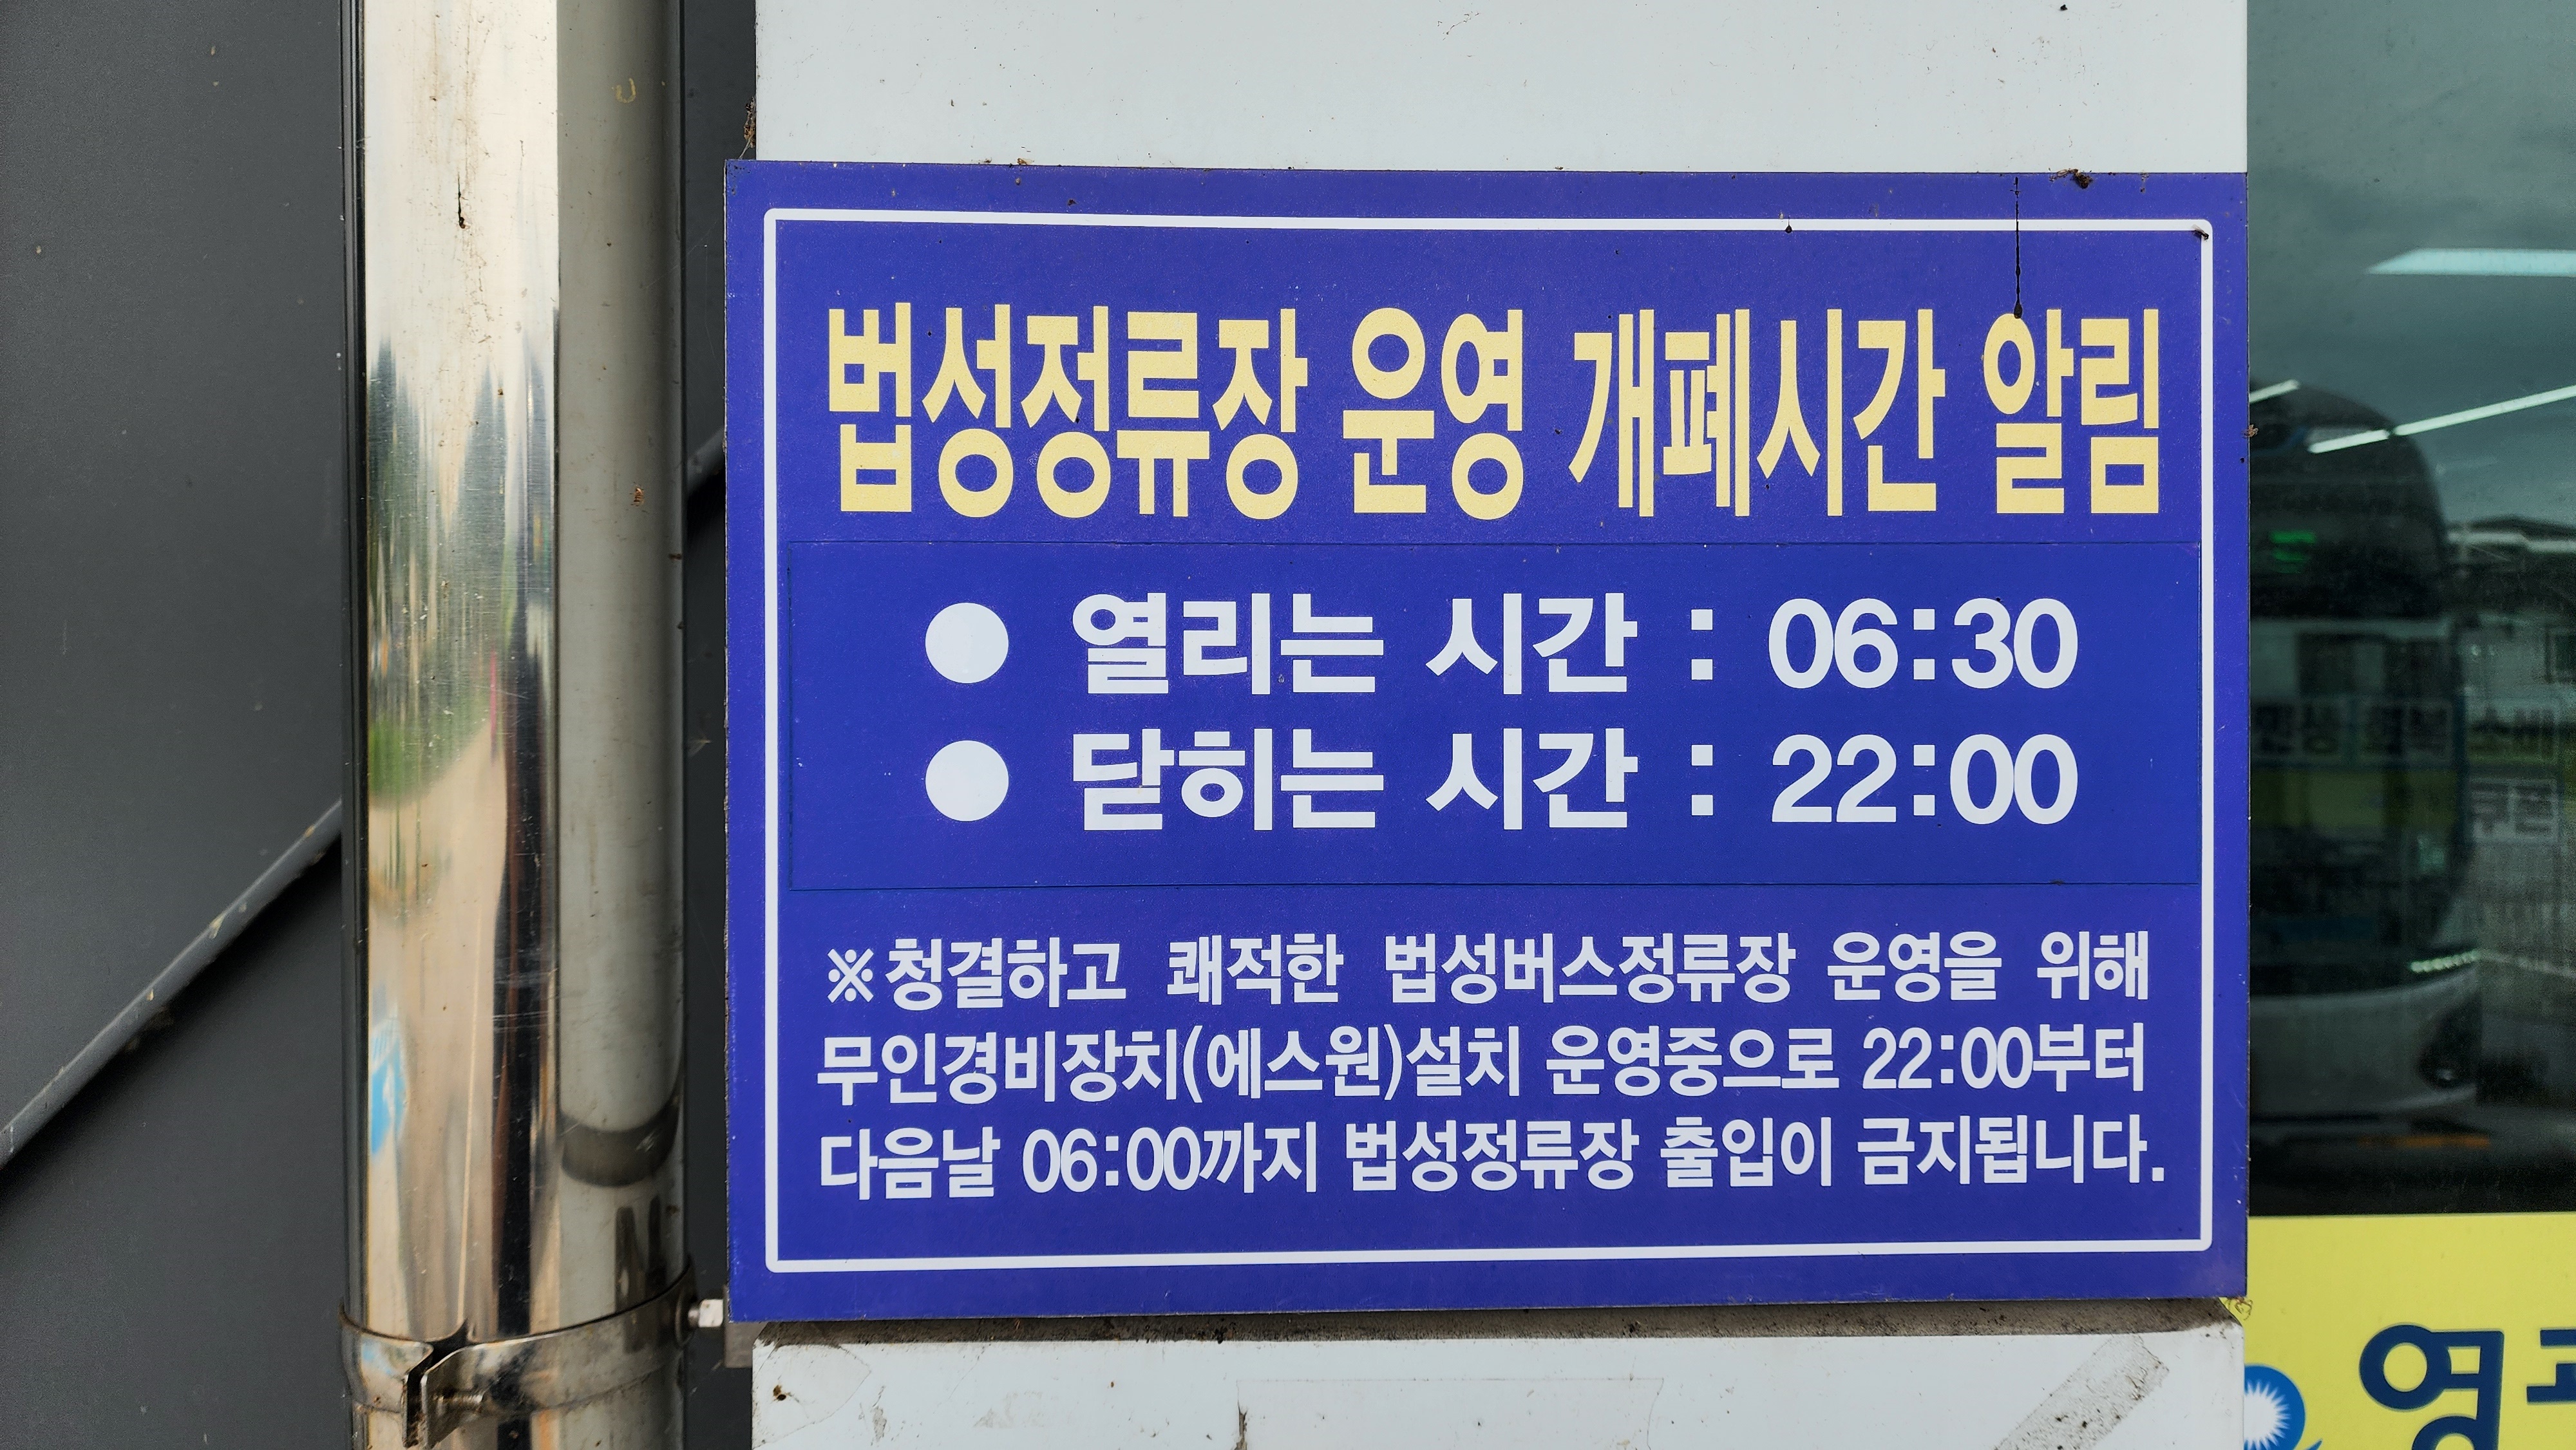 법성정류장 운영 개폐시간 알림
● 열리는 시간 : 06:30
● 닫히는 시간 : 22:00
※청결하고 쾌적한 법성버스정류장 운영을 위해
무인경비장치(에스원)설치 운영중으로 22:00부터
다음날 06:00까지 법성정류장 출입이 금지됩니다.
영